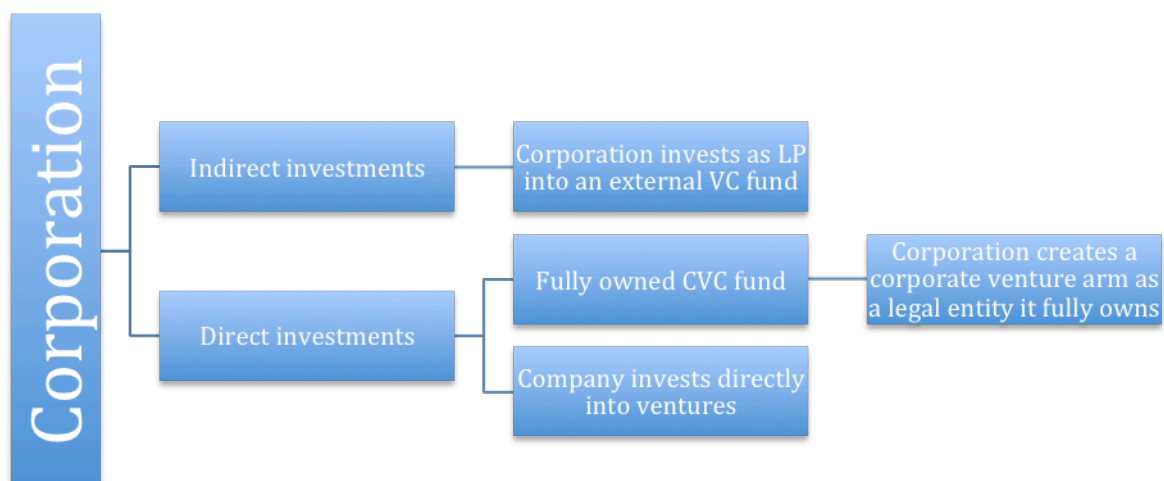 Corporation
Indirect investments
Corporation invests as LP
into an external VC fund
Direct investments
Fully owned CVC fund
Corporation creates a
corporate venture arm as
a legal entity it fully owns
Company invests directly
into ventures